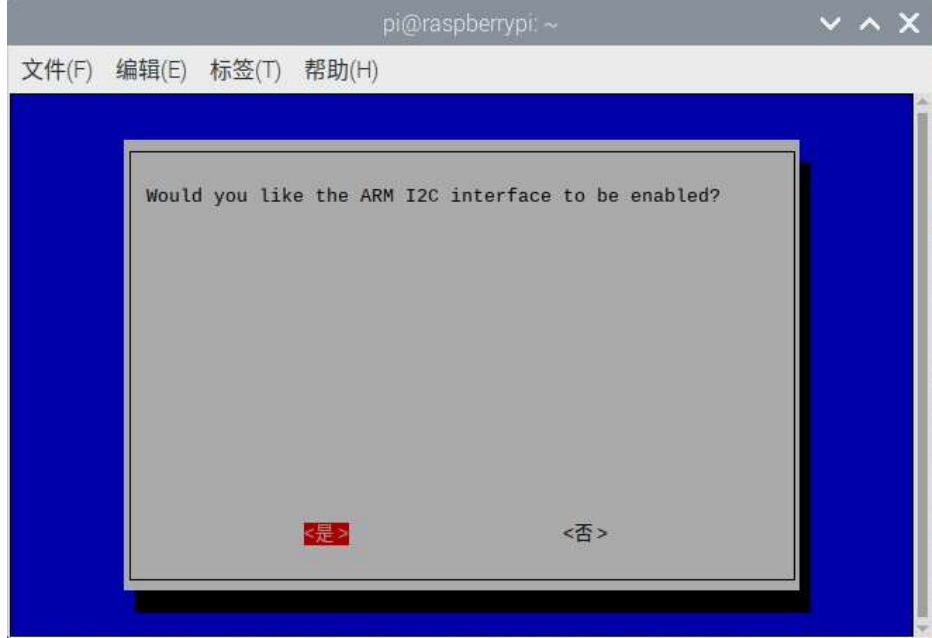 pi@raspberrypi: ~
文件(F) 编辑(E) 标签(T) 帮助(H)
Would you like the ARM I2C interface to be enabled?
<是> <否>